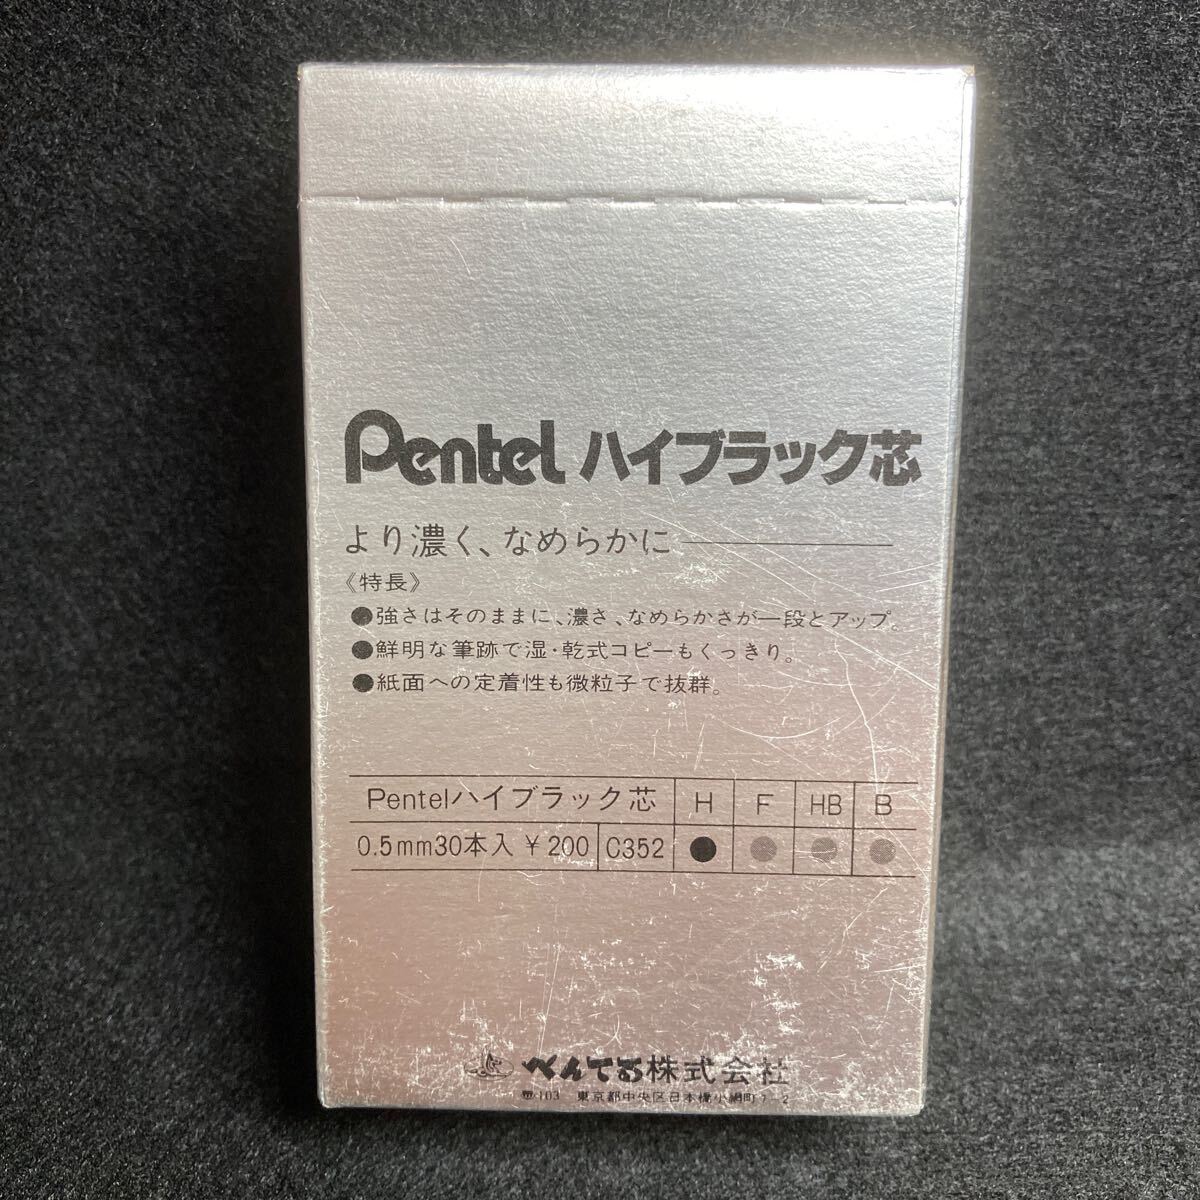 Pentel ハイブラック芯
より濃く、なめらかに
《特長》
●強さはそのままに、濃さ、なめらかさが一段とアップ。
●鮮明な筆跡で湿・乾式コピーもくっきり。
●紙面への定着性も微粒子で抜群。
Pentelハイブラック芯 H F HB B
0.5mm30本入 ¥200 C352 ● ● ● ●
ぺんてる株式会社
〒103 東京都中央区日本橋小網町7-2